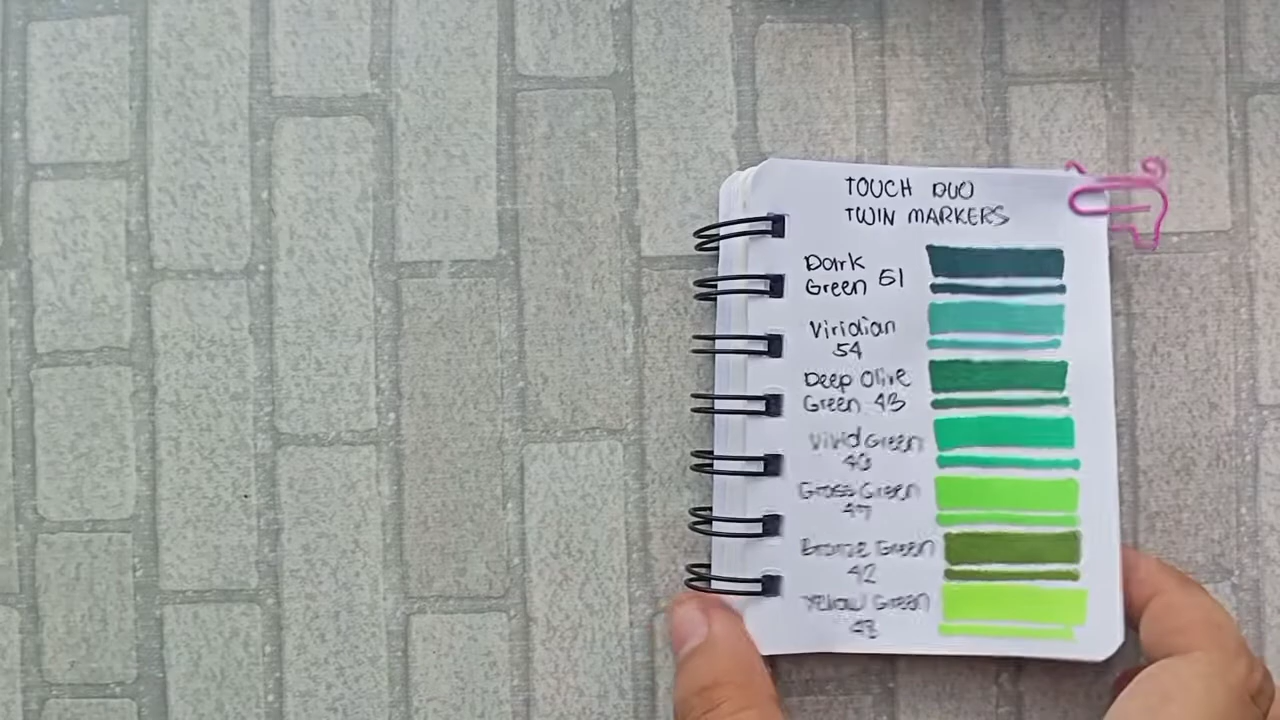 TOUCH DUO
TWIN MARKERS
Dark
Green 51
Viridian
54
Deep Olive
Green 43
Vivid Green
Grass Green
47
Bronze Green
42
Yellow Green